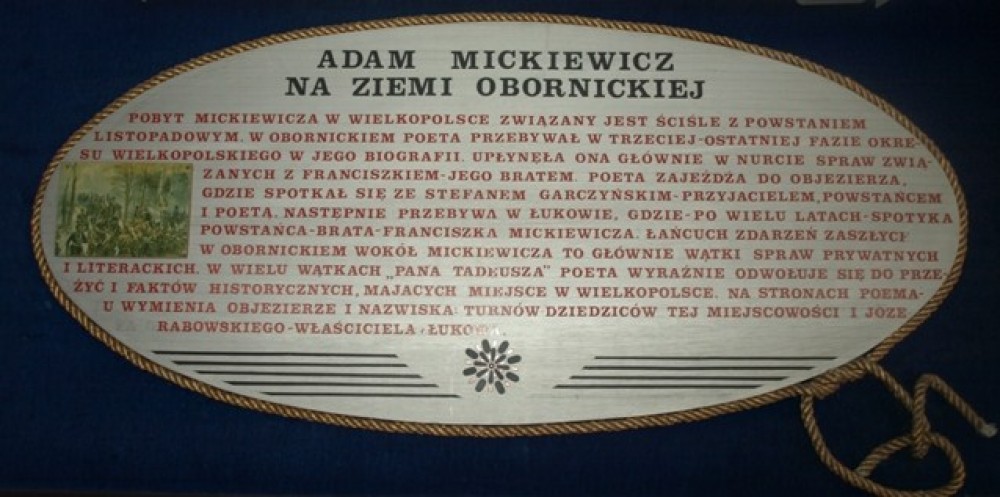 ADAM MICKIEWICZ
NA ZIEMI OBORNICKIEJ
POBYT MICKIEWICZA W WIELKOPOLSCE ZWIĄZANY JEST ŚCIŚLE Z POWSTANIEM
LISTOPADOWYM. W OBORNICKIEM POETA PRZEBYWAŁ W TRZECIEJ-OSTATNIEJ FAZIE OKRE-
SU WIELKOPOLSKIEGO W JEGO BIOGRAFII. UPŁYNĘŁA ONA GŁÓWNIE W NURCIE SPRAW ZWIĄ-
ZANYCH Z FRANCISZKIEM-JEGO BRATEM. POETA ZAJEŻDŻA DO OBJEZIERZA,
GDZIE SPOTKAŁ SIĘ ZE STEFANEM GARCZYŃSKIM-PRZYJACIELEM, POWSTAŃCEM
I POETĄ. NASTĘPNIE PRZEBYWA W ŁUKOWIE, GDZIE-PO WIELU LATACH-SPOTYKA
POWSTAŃCA-BRATA-FRANCISZKA MICKIEWICZA. ŁAŃCUCH ZDARZEŃ ZASZŁYCH
W OBORNICKIEM WOKÓŁ MICKIEWICZA TO GŁÓWNIE WĄTKI SPRAW PRYWATNYCH
I LITERACKICH. W WIELU WĄTKACH „PANA TADEUSZA" POETA WYRAŹNIE ODWOŁUJE SIĘ DO PRZE-
ŻYĆ I FAKTÓW HISTORYCZNYCH, MAJACYCH MIEJSCE W WIELKOPOLSCE. NA STRONACH POEMA-
U WYMIENIA OBJEZIERZE I NAZWISKA: TURNÓW-DZIEDZICÓW TEJ MIEJSCOWOŚCI I JÓZE
RABOWSKIEGO-WŁAŚCICIELA ŁUKOWA.